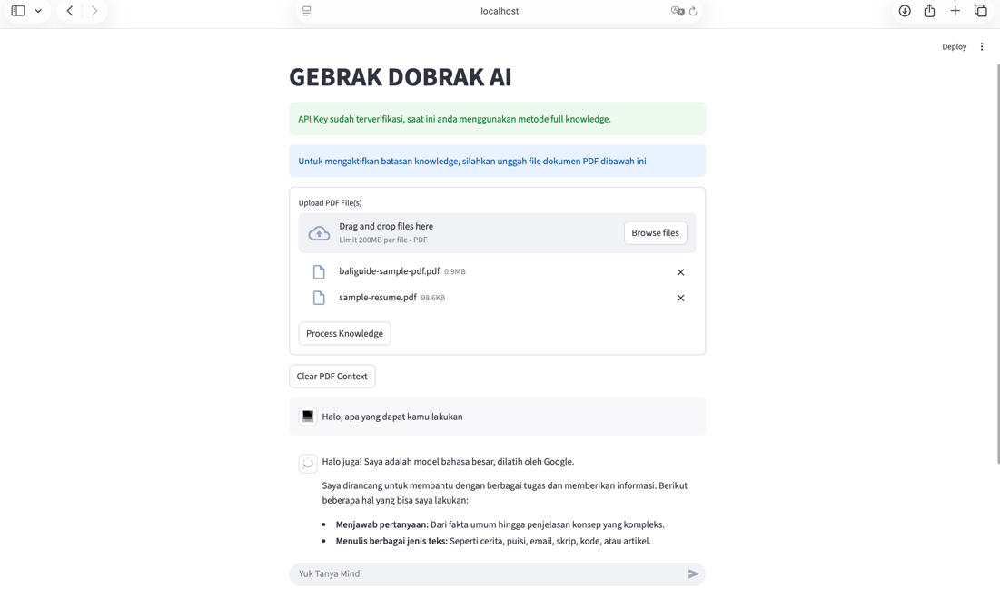 localhost
Deploy
GEBRAK DOBRAK AI
API Key sudah terverifikasi, saat ini anda menggunakan metode full knowledge.
Untuk mengaktifkan batasan knowledge, silahkan unggah file dokumen PDF dibawah ini
Upload PDF File(s)
Drag and drop files here
Limit 200MB per file • PDF
Browse files
baliguide-sample-pdf.pdf 0.9MB
sample-resume.pdf 98.6KB
Process Knowledge
Clear PDF Context
Halo, apa yang dapat kamu lakukan
Halo juga! Saya adalah model bahasa besar, dilatih oleh Google.
Saya dirancang untuk membantu dengan berbagai tugas dan memberikan informasi. Berikut
beberapa hal yang bisa saya lakukan:
• Menjawab pertanyaan: Dari fakta umum hingga penjelasan konsep yang kompleks.
• Menulis berbagai jenis teks: Seperti cerita, puisi, email, skrip, kode, atau artikel.
Yuk Tanya Mindi